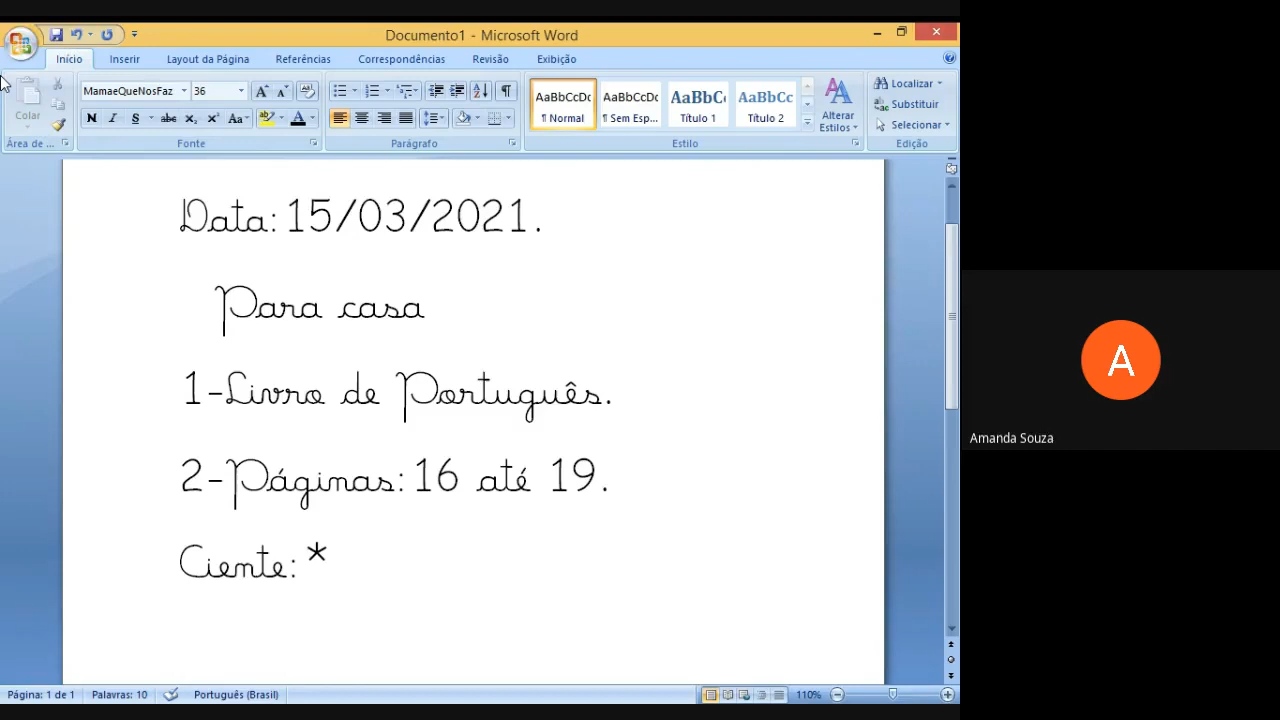 Documento1 - Microsoft Word
Início Inserir Layout da Página Referências Correspondências Revisão Exibição
Colar
MamaeQueNosFaz 36
AaBbCcDc AaBbCcDc AaBbC AaBbCc
¶ Normal ¶ Sem Esp... Título 1 Título 2
Alterar Estilos
Localizar
Substituir
Selecionar
Área de ... Fonte Parágrafo Estilo Edição
Data: 15/03/2021.
Para casa
1-Livro de Português.
2-Páginas: 16 até 19.
Ciente: *
A
Amanda Souza
Página: 1 de 1 Palavras: 10 Português (Brasil) 110%